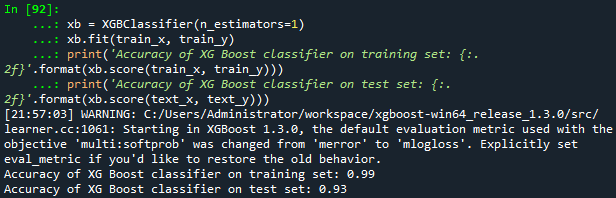 In [92]:
    ...: xb = XGBClassifier(n_estimators=1)
    ...: xb.fit(train_x, train_y)
    ...: print('Accuracy of XG Boost classifier on training set: {:.
2f}'.format(xb.score(train_x, train_y)))
    ...: print('Accuracy of XG Boost classifier on test set: {:.
2f}'.format(xb.score(text_x, text_y)))
[21:57:03] WARNING: C:/Users/Administrator/workspace/xgboost-win64_release_1.3.0/src/
learner.cc:1061: Starting in XGBoost 1.3.0, the default evaluation metric used with the
objective 'multi:softprob' was changed from 'merror' to 'mlogloss'. Explicitly set
eval_metric if you'd like to restore the old behavior.
Accuracy of XG Boost classifier on training set: 0.99
Accuracy of XG Boost classifier on test set: 0.93